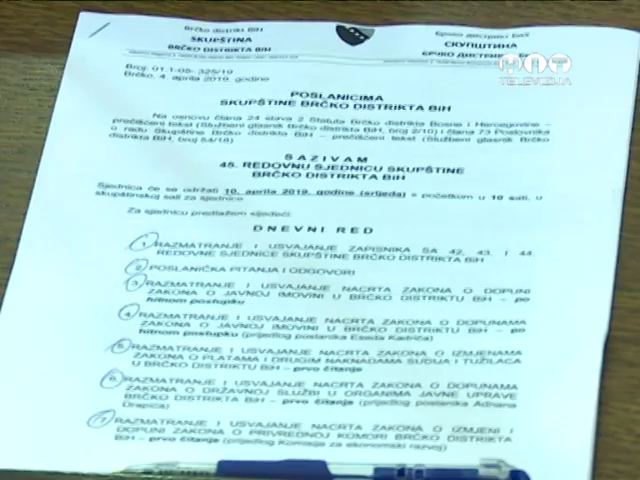 Brčko distrikt BiH
SKUPŠTINA
BRČKO DISTRIKTA BiH
Брчко дистрикт БиХ
СКУПШТИНА
БРЧКО ДИСТРИКТА
TELEVIZIJA
Broj: 01.1-05- 325/19
Brčko, 4. aprila 2019. godine
POSLANICIMA
SKUPŠTINE BRČKO DISTRIKTA BiH
Na osnovu člana 24 stava 2 Statuta Brčko distrikta Bosne i Hercegovine –
prečišćeni tekst (Službeni glasnik Brčko distrikta BiH, broj 2/10) i člana 73 Poslovnika
o radu Skupštine Brčko distrikta BiH – prečišćeni tekst (Službeni glasnik Brčko
distrikta BiH, broj
S A Z I V A M
45. REDOVNU SJEDNICU SKUPŠTINE
BRČKO DISTRIKTA BiH
Sjednica će se održati 10. aprila 2019. godine (srijeda) s početkom u 10 sati, u
skupštinskoj sali za sjednice
Za sjednicu predlažem sljedeći:
D N E V N I R E D
1 RAZMATRANJE I USVAJANJE ZAPISNIKA SA 42, 43. I 44.
REDOVNE SJEDNICE SKUPŠTINE BRČKO DISTRIKTA BiH
2 POSLANIČKA PITANJA I ODGOVORI
3 RAZMATRANJE I USVAJANJE NACRTA ZAKONA O DOPUNI
ZAKONA O JAVNOJ IMOVINI U BRČKO DISTRIKTU BiH – po
hitnom postupku
4 RAZMATRANJE I USVAJANJE NACRTA ZAKONA O DOPUNAMA
ZAKONA O JAVNOJ IMOVINI U BRČKO DISTRIKTU BiH – po
hitnom postupku (prijedlog poslanika Eseda Kadrića)
5 RAZMATRANJE I USVAJANJE NACRTA ZAKONA O IZMJENAMA
ZAKONA O PLATAMA I DRUGIM NAKNADAMA SUDIJA I TUŽILACA
U BRČKO DISTRIKTU BiH – prvo čitanje
6 RAZMATRANJE I USVAJANJE NACRTA ZAKONA O DOPUNAMA
ZAKONA O DRŽAVNOJ SLUŽBI U ORGANIMA JAVNE UPRAVE
BRČKO DISTRIKTA BiH – prvo čitanje (prijedlog poslanika Adnana
Drapića)
7 RAZMATRANJE I USVAJANJE NACRTA ZAKONA O IZMJENI I
DOPUNI ZAKONA O PRIVREDNOJ KOMORI BRČKO DISTRIKTA
BiH – prvo čitanje (prijedlog Komisije za ekonomski razvoj)